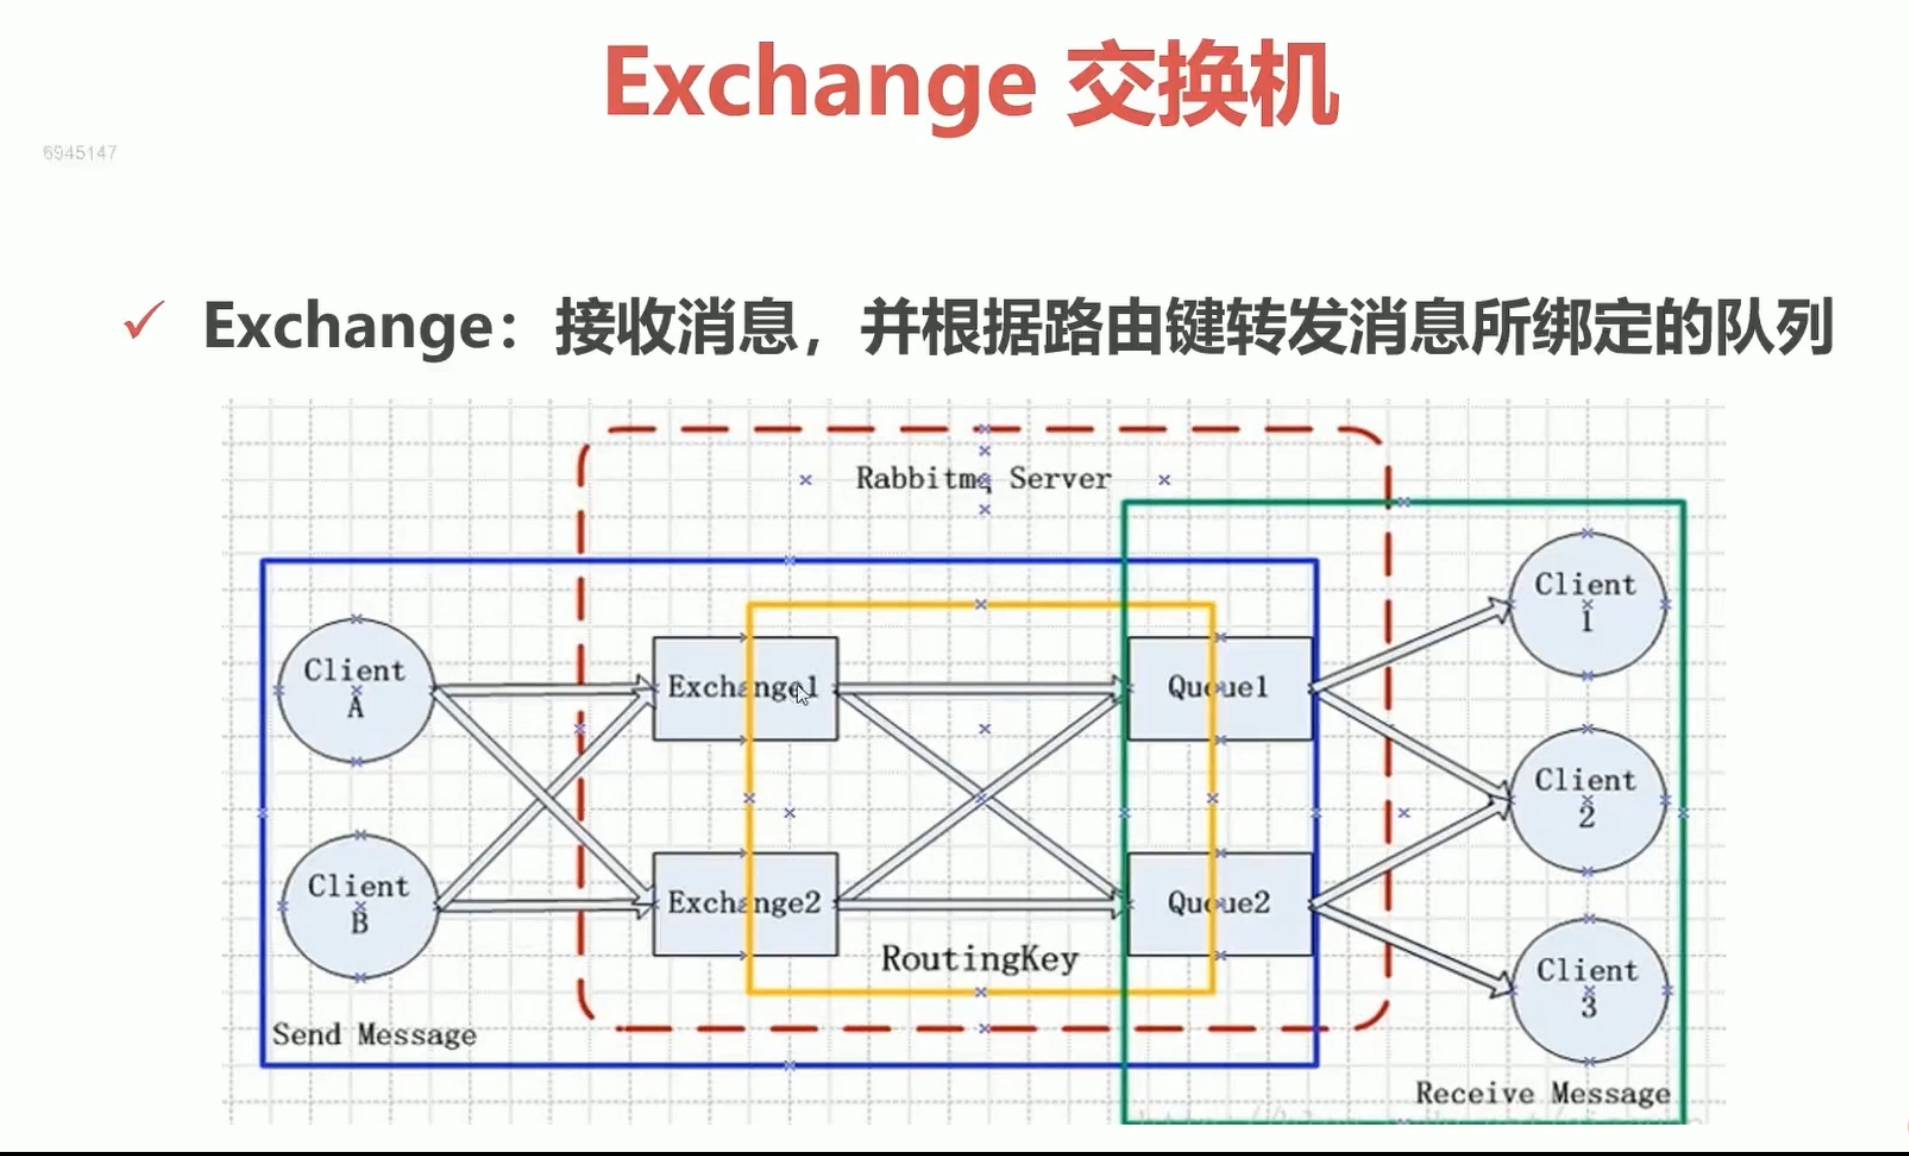 Exchange 交换机
6945147
Exchange：接收消息，并根据路由键转发消息所绑定的队列
Rabbitmq Server
Client
A
Client
B
Exchange1
Exchange2
RoutingKey
Queue1
Queue2
Client
1
Client
2
Client
3
Send Message
Receive Message